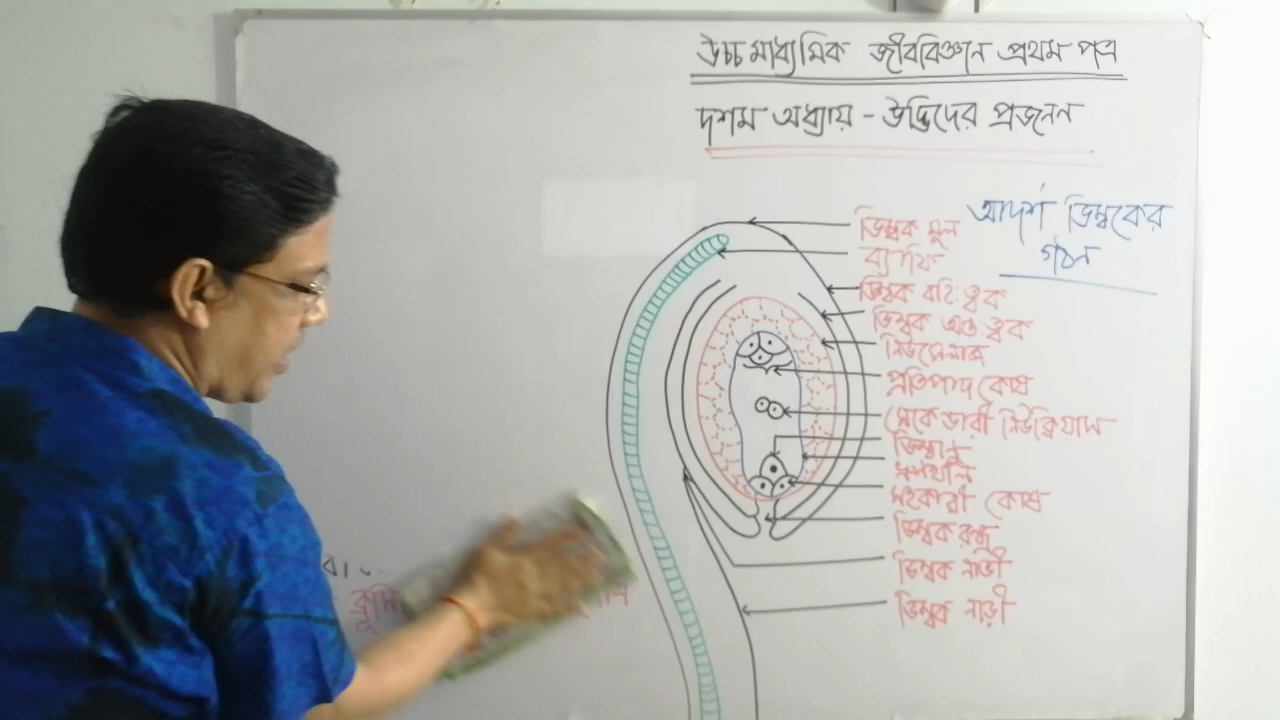 উচ্চ মাধ্যমিক জীববিজ্ঞান প্রথম পত্র
দশম অধ্যায় - উদ্ভিদের প্রজনন
আদর্শ ডিম্বকের
গঠন
ডিম্বক মূল
র‍্যাফি
ডিম্বক বহিঃত্বক
ডিম্বক অন্তঃত্বক
নিউসেলাস
প্রতিপাদ কোষ
সেকেন্ডারী নিউক্লিয়াস
ডিম্বাণু
ভ্রূণথলি
সহকারী কোষ
ডিম্বক রন্ধ্র
ডিম্বক নাভী
ডিম্বক নাড়ী